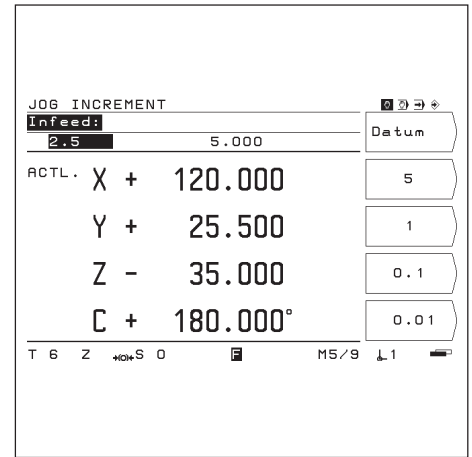 JOG INCREMENT
Infeed:
2.5 5.000
Datum
ACTL. X + 120.000
5
Y + 25.500
1
Z - 35.000
0.1
C + 180.000°
0.01
T 6 Z S 0 F M5/9 1